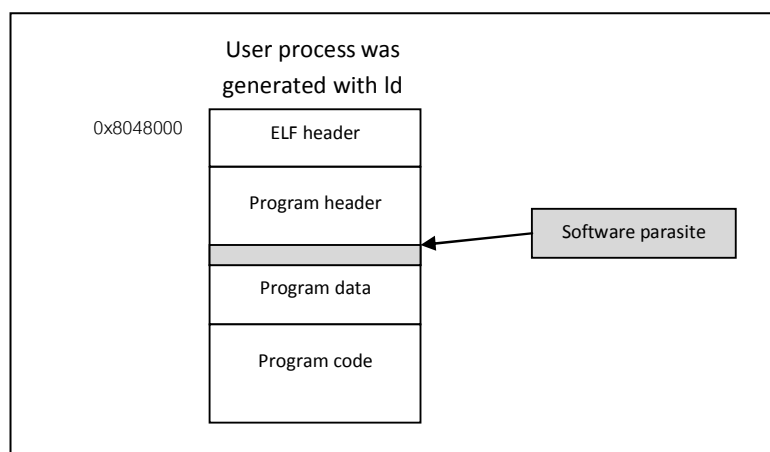 User process was
generated with ld
0x8048000
ELF header
Program header
Software parasite
Program data
Program code